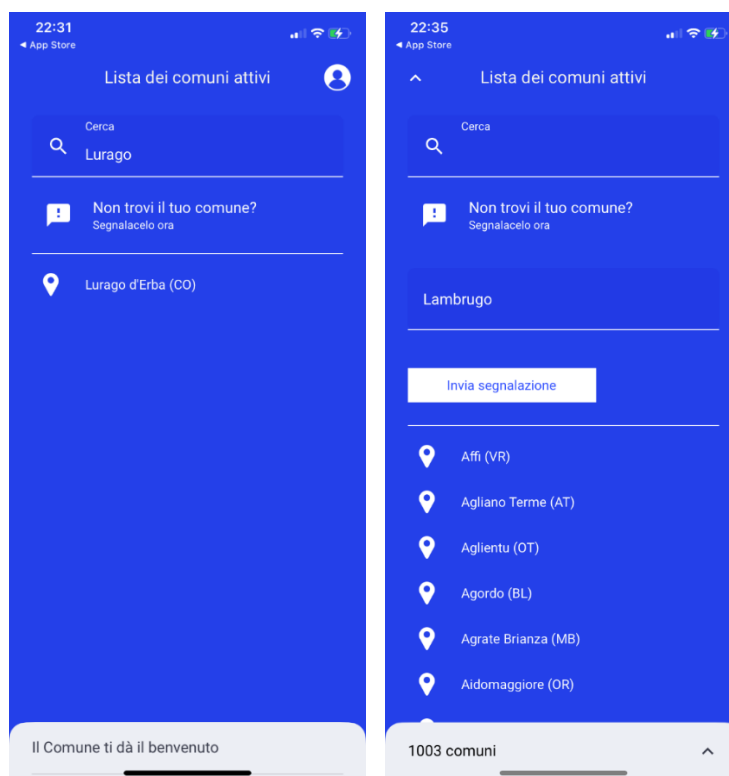 22:31
◄ App Store
Lista dei comuni attivi
Cerca
Lurago
Non trovi il tuo comune?
Segnalacelo ora
Lurago d'Erba (CO)
Il Comune ti dà il benvenuto
22:35
◄ App Store
Lista dei comuni attivi
Cerca
Non trovi il tuo comune?
Segnalacelo ora
Lambrugo
Invia segnalazione
Affi (VR)
Agliano Terme (AT)
Aglientu (OT)
Agordo (BL)
Agrate Brianza (MB)
Aidomaggiore (OR)
1003 comuni